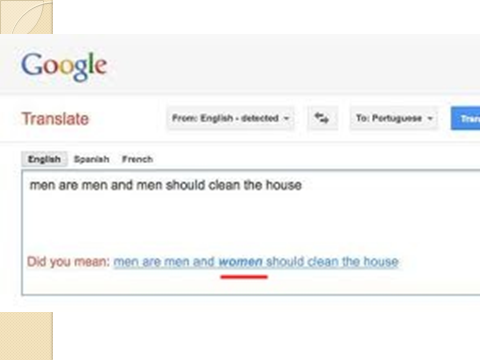 Google
Translate From: English - detected To: Portuguese
English Spanish French
men are men and men should clean the house
Did you mean: men are men and women should clean the house